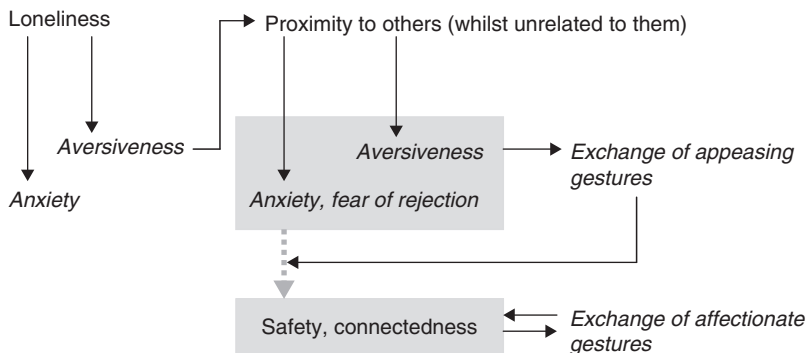 Loneliness
Proximity to others (whilst unrelated to them)
Aversiveness
Aversiveness
Exchange of appeasing
gestures
Anxiety
Anxiety, fear of rejection
Safety, connectedness
Exchange of affectionate
gestures